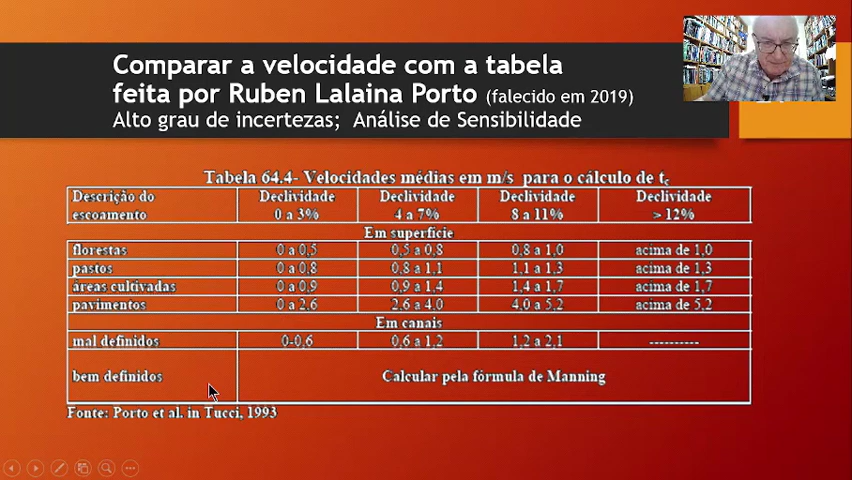 Comparar a velocidade com a tabela
feita por Ruben Lalaina Porto (falecido em 2019)
Alto grau de incertezas; Análise de Sensibilidade
Tabela 64.4- Velocidades médias em m/s para o cálculo de tc
Descrição do escoamento Declividade 0 a 3% Declividade 4 a 7% Declividade 8 a 11% Declividade > 12%
Em superfície
florestas 0 a 0,5 0,5 a 0,8 0,8 a 1,0 acima de 1,0
pastos 0 a 0,8 0,8 a 1,1 1,1 a 1,3 acima de 1,3
áreas cultivadas 0 a 0,9 0,9 a 1,4 1,4 a 1,7 acima de 1,7
pavimentos 0 a 2,6 2,6 a 4,0 4,0 a 5,2 acima de 5,2
Em canais
mal definidos 0-0,6 0,6 a 1,2 1,2 a 2,1 ----------
bem definidos Calcular pela fórmula de Manning
Fonte: Porto et al. in Tucci, 1993